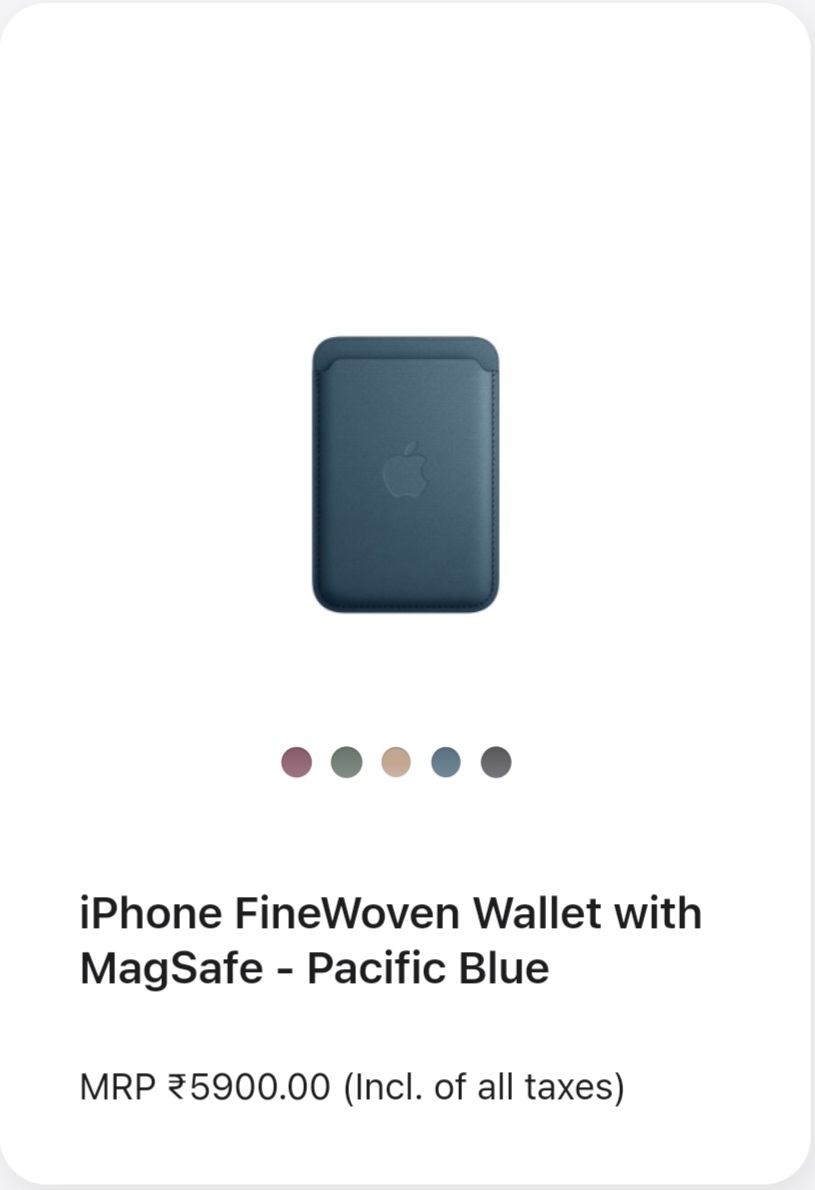 iPhone FineWoven Wallet with
MagSafe - Pacific Blue
MRP ₹5900.00 (Incl. of all taxes)